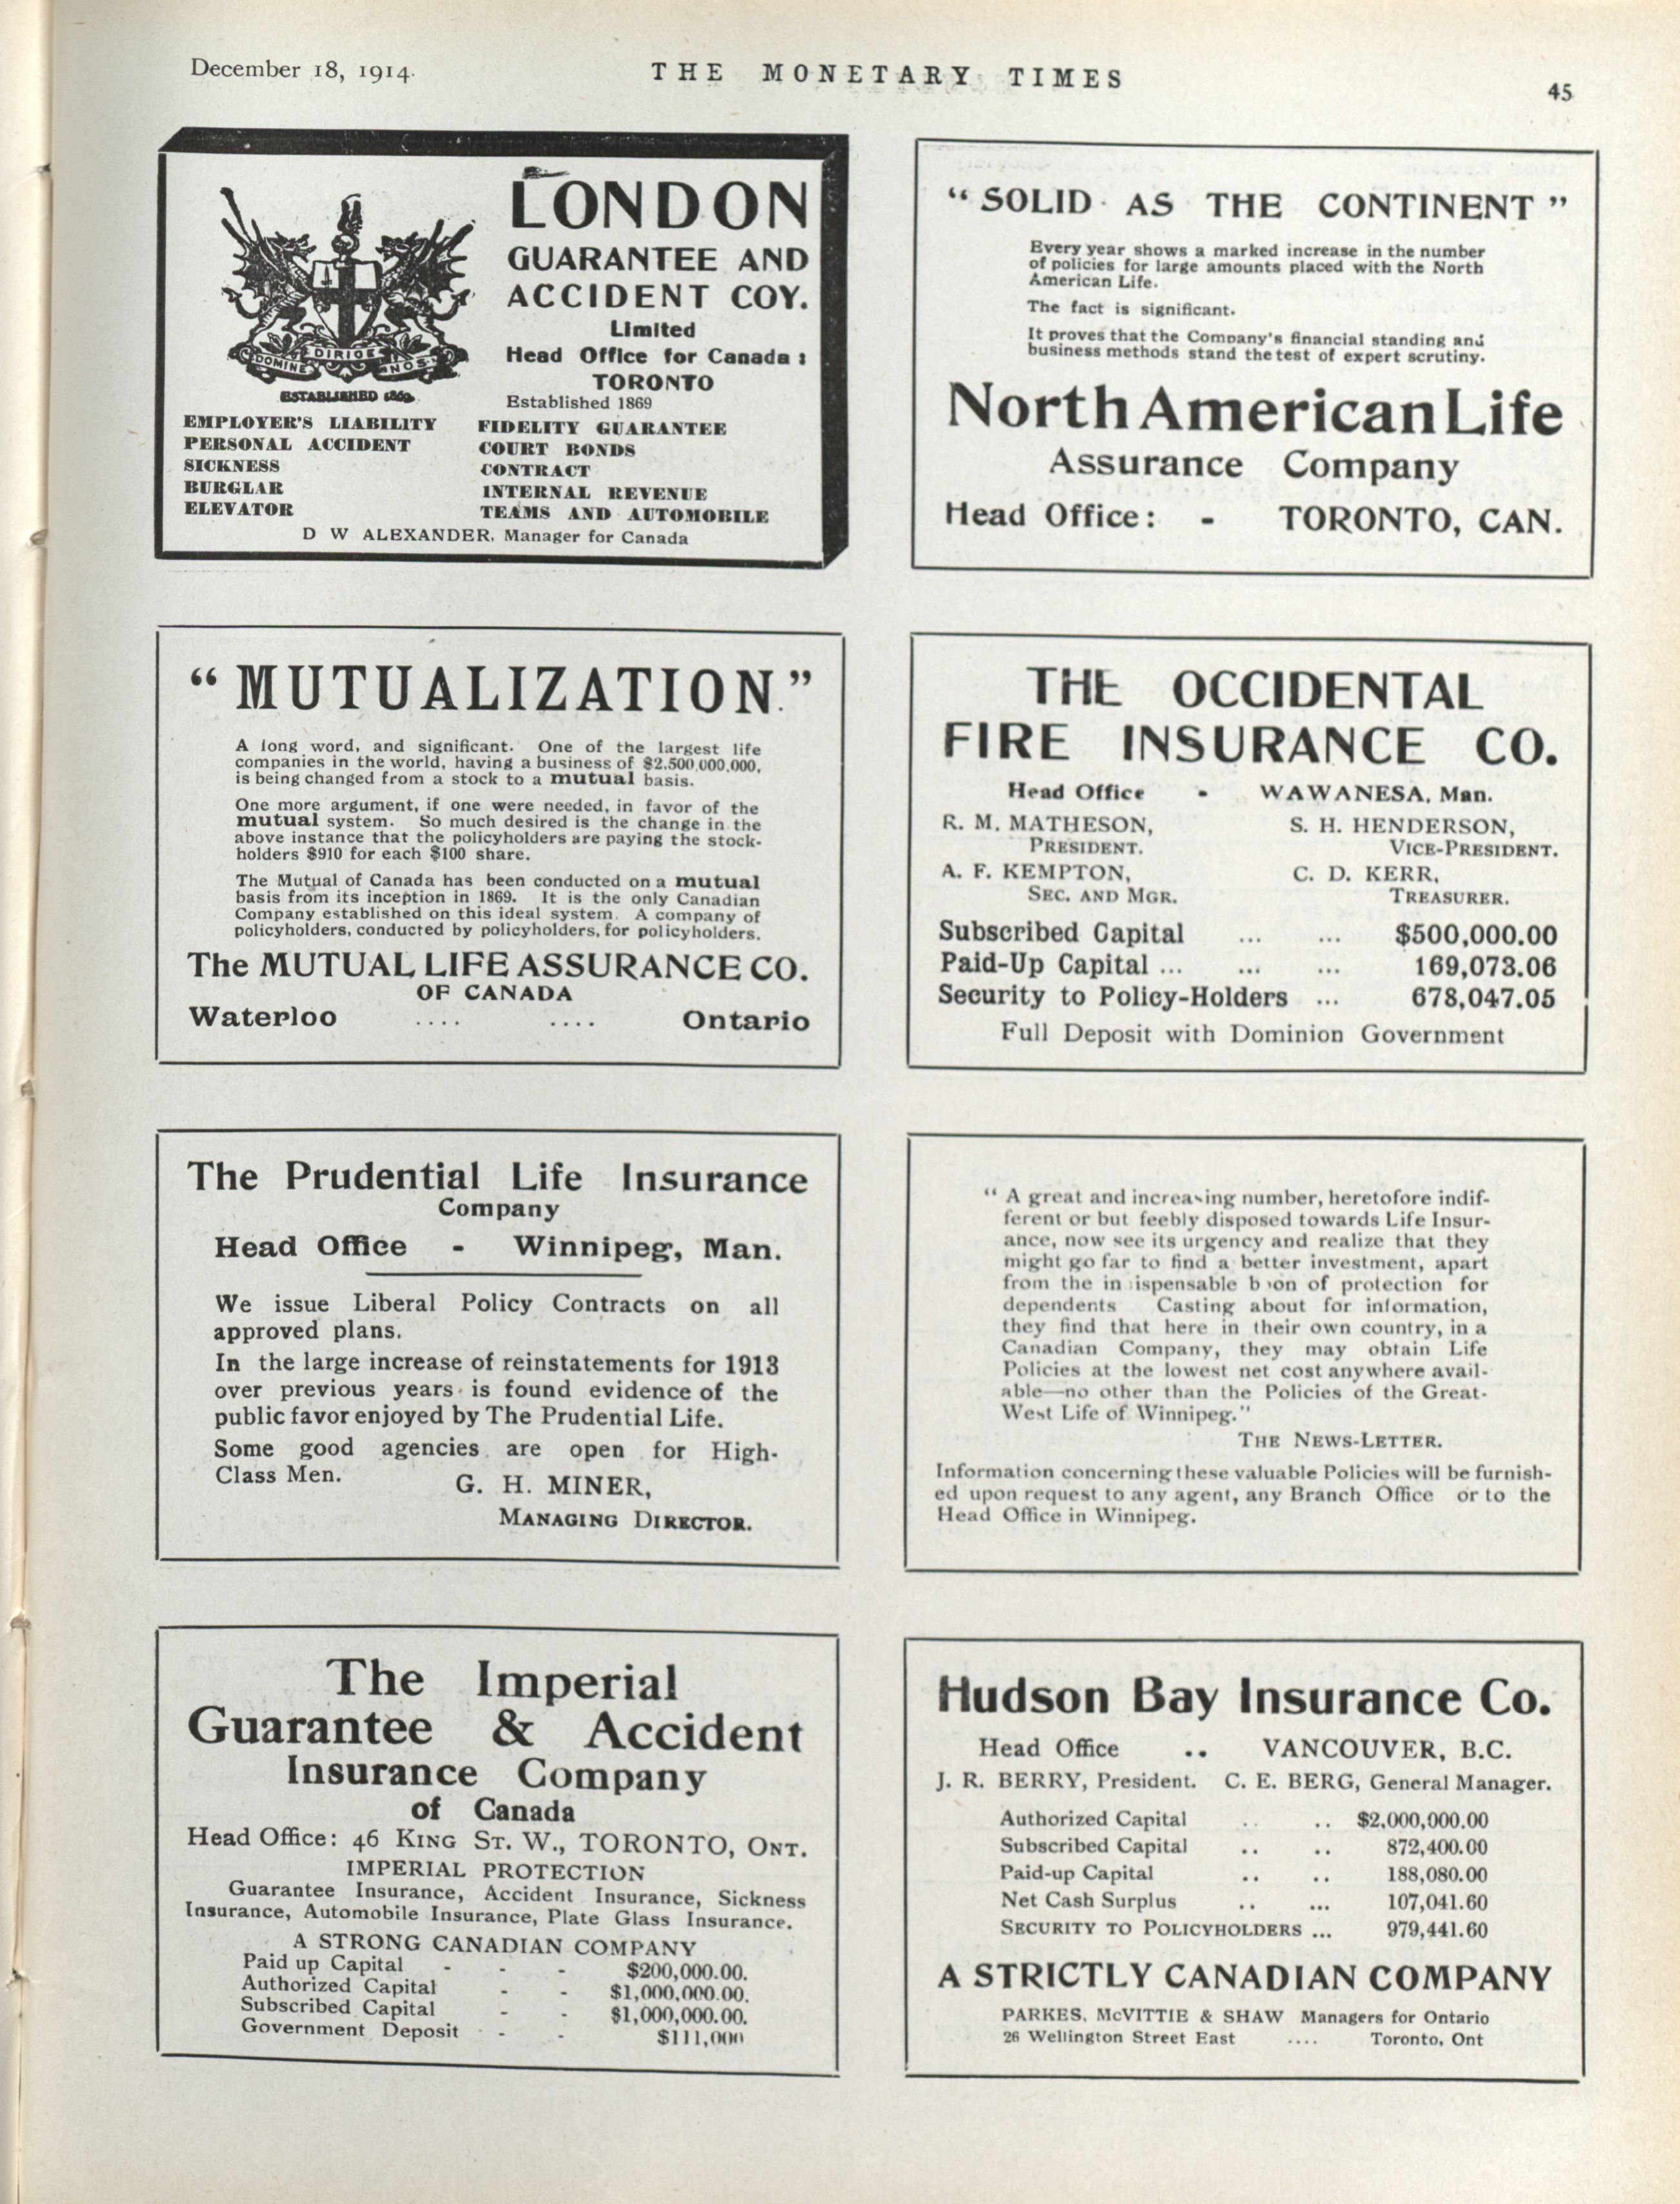 December 18, 1914.
THE MONETARY TIMES
45
LONDON
GUARANTEE AND
ACCIDENT COY.
Limited
Head Office for Canada :
TORONTO
Established 1869
DOMINE DIRIGE NOS
ESTABLISHED 1869
EMPLOYER'S LIABILITY
PERSONAL ACCIDENT
SICKNESS
BURGLAR
ELEVATOR
FIDELITY GUARANTEE
COURT BONDS
CONTRACT
INTERNAL REVENUE
TEAMS AND AUTOMOBILE
D W ALEXANDER, Manager for Canada
"SOLID AS THE CONTINENT"
Every year shows a marked increase in the number
of policies for large amounts placed with the North
American Life.
The fact is significant.
It proves that the Company's financial standing and
business methods stand the test of expert scrutiny.
North American Life
Assurance Company
Head Office: - TORONTO, CAN.
"MUTUALIZATION."
A long word, and significant. One of the largest life
companies in the world, having a business of $2,500,000,000,
is being changed from a stock to a mutual basis.
One more argument, if one were needed, in favor of the
mutual system. So much desired is the change in the
above instance that the policyholders are paying the stock-
holders $910 for each $100 share.
The Mutual of Canada has been conducted on a mutual
basis from its inception in 1869. It is the only Canadian
Company established on this ideal system. A company of
policyholders, conducted by policyholders, for policyholders.
The MUTUAL LIFE ASSURANCE CO.
OF CANADA
Waterloo .... .... Ontario
THE OCCIDENTAL
FIRE INSURANCE CO.
Head Office - WAWANESA, Man.
R. M. MATHESON,
PRESIDENT.
S. H. HENDERSON,
VICE-PRESIDENT.
A. F. KEMPTON,
SEC. AND MGR.
C. D. KERR,
TREASURER.
Subscribed Capital ... ... $500,000.00
Paid-Up Capital ... ... ... 169,073.06
Security to Policy-Holders ... 678,047.05
Full Deposit with Dominion Government
The Prudential Life Insurance
Company
Head Office - Winnipeg, Man.
We issue Liberal Policy Contracts on all
approved plans.
In the large increase of reinstatements for 1913
over previous years is found evidence of the
public favor enjoyed by The Prudential Life.
Some good agencies are open for High-
Class Men.
G. H. MINER,
MANAGING DIRECTOR.
"A great and increasing number, heretofore indif-
ferent or but feebly disposed towards Life Insur-
ance, now see its urgency and realize that they
might go far to find a better investment, apart
from the in ispensable b on of protection for
dependents Casting about for information,
they find that here in their own country, in a
Canadian Company, they may obtain Life
Policies at the lowest net cost anywhere avail-
able—no other than the Policies of the Great-
West Life of Winnipeg."
THE NEWS-LETTER.
Information concerning these valuable Policies will be furnish-
ed upon request to any agent, any Branch Office or to the
Head Office in Winnipeg.
The Imperial
Guarantee & Accident
Insurance Company
of Canada
Head Office: 46 KING ST. W., TORONTO, ONT.
IMPERIAL PROTECTION
Guarantee Insurance, Accident Insurance, Sickness
Insurance, Automobile Insurance, Plate Glass Insurance.
A STRONG CANADIAN COMPANY
Paid up Capital - - - $200,000.00.
Authorized Capital - - $1,000,000.00.
Subscribed Capital - - $1,000,000.00.
Government Deposit - - $111,000
Hudson Bay Insurance Co.
Head Office .. VANCOUVER, B.C.
J. R. BERRY, President. C. E. BERG, General Manager.
Authorized Capital .. .. $2,000,000.00
Subscribed Capital .. .. 872,400.00
Paid-up Capital .. .. 188,080.00
Net Cash Surplus .. ... 107,041.60
SECURITY TO POLICYHOLDERS ... 979,441.60
A STRICTLY CANADIAN COMPANY
PARKES, McVITTIE & SHAW Managers for Ontario
26 Wellington Street East .... Toronto, Ont